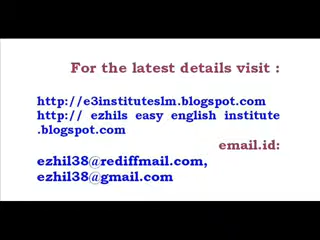 For the latest details visit :
http://e3instituteslm.blogspot.com
http:// ezhils easy english institute
.blogspot.com
email.id:
ezhil38@rediffmail.com,
ezhil38@gmail.com